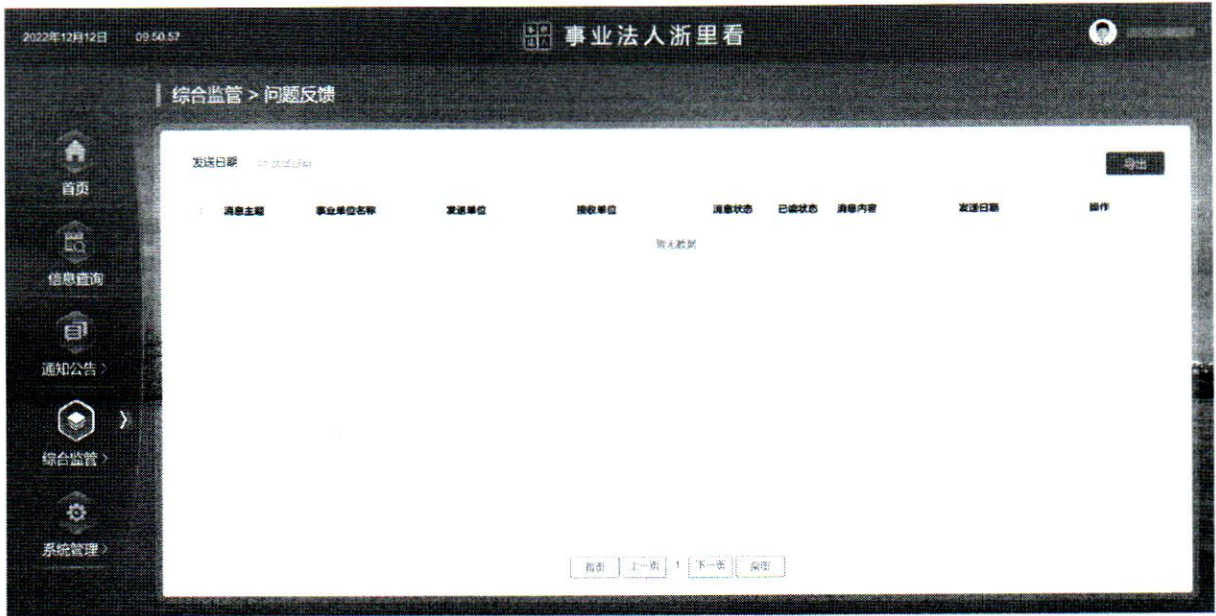 2022年12月12日 09:50:57
事业法人浙里看
综合监管 > 问题反馈
首页
信息查询
通知公告
综合监管
系统管理
发送日期
导出
消息主题 事业单位名称 发送单位 接收单位 消息状态 已读状态 消息内容 发送日期 操作
暂无数据
首页 上一页 1 下一页 尾页